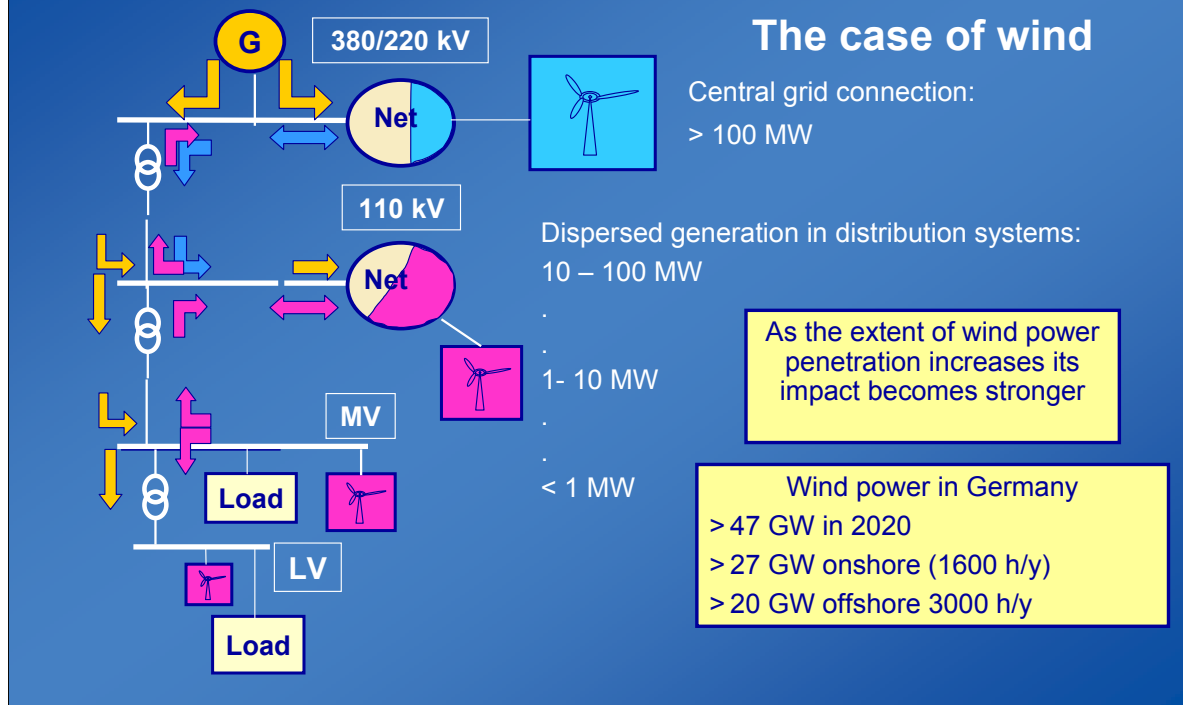 The case of wind
G
380/220 kV
Net
Central grid connection:
> 100 MW
110 kV
Net
Dispersed generation in distribution systems:
10 – 100 MW
.
.
1- 10 MW
.
.
< 1 MW
As the extent of wind power
penetration increases its
impact becomes stronger
MV
Load
LV
Load
Wind power in Germany
> 47 GW in 2020
> 27 GW onshore (1600 h/y)
> 20 GW offshore 3000 h/y